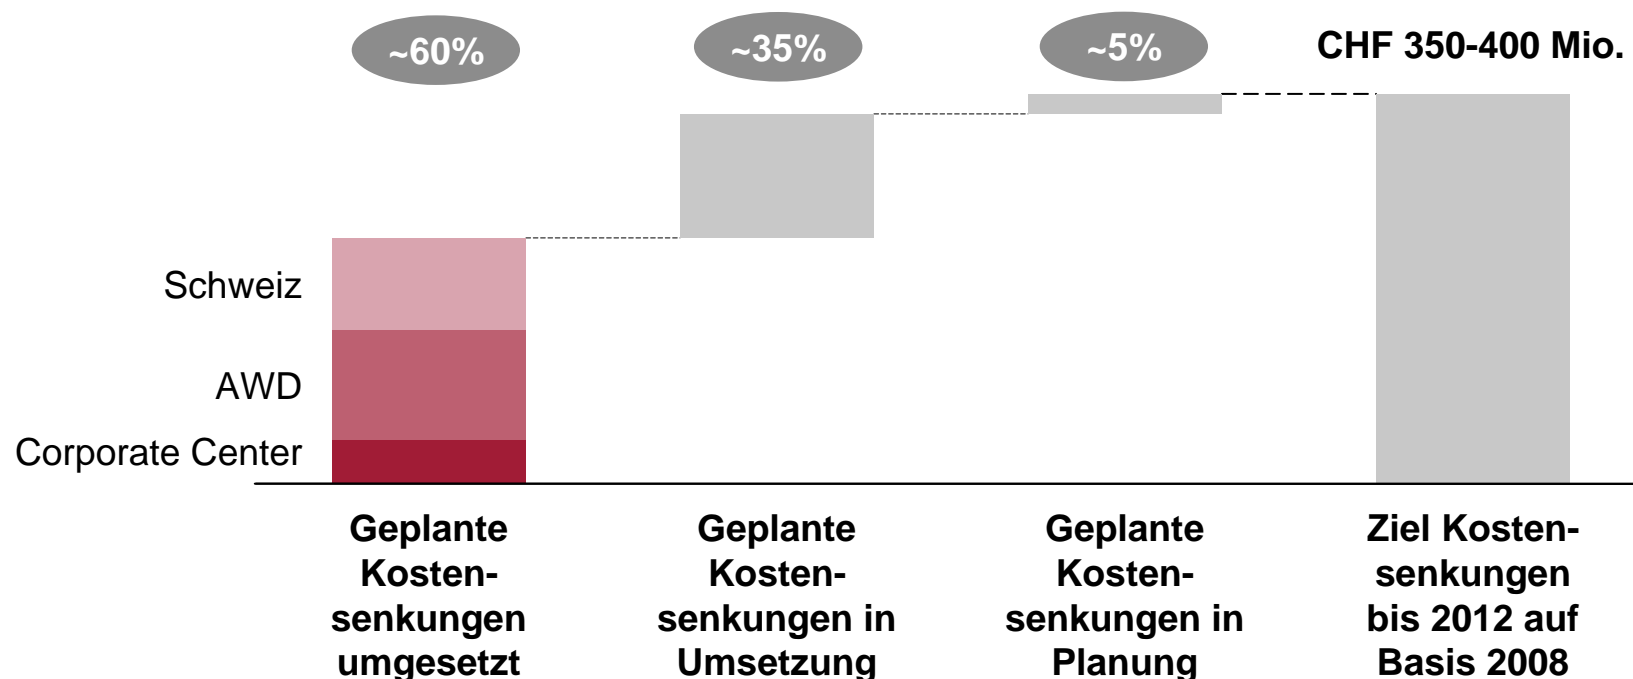 ~60%
~35%
~5%
CHF 350-400 Mio.
Schweiz
AWD
Corporate Center
Geplante
Kosten-
senkungen
umgesetzt
Geplante
Kosten-
senkungen in
Umsetzung
Geplante
Kosten-
senkungen in
Planung
Ziel Kosten-
senkungen
bis 2012 auf
Basis 2008